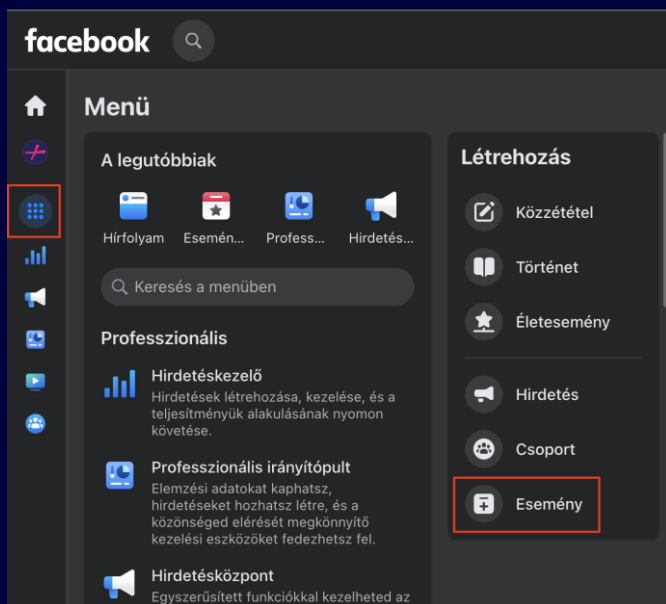 facebook
Menü
A legutóbbiak
Hírfolyam
Esemén...
Profess...
Hirdetés...
Keresés a menüben
Professzionális
Hirdetéskezelő
Hirdetések létrehozása, kezelése, és a
teljesítményük alakulásának nyomon
követése.
Professzionális irányítópult
Elemzési adatokat kaphatsz,
hirdetéseket hozhatsz létre, és a
közönséged elérését megkönnyítő
kezelési eszközöket fedezhetsz fel.
Hirdetésközpont
Egyszerűsített funkciókkal kezelheted az
Létrehozás
Közzététel
Történet
Életesemény
Hirdetés
Csoport
Esemény